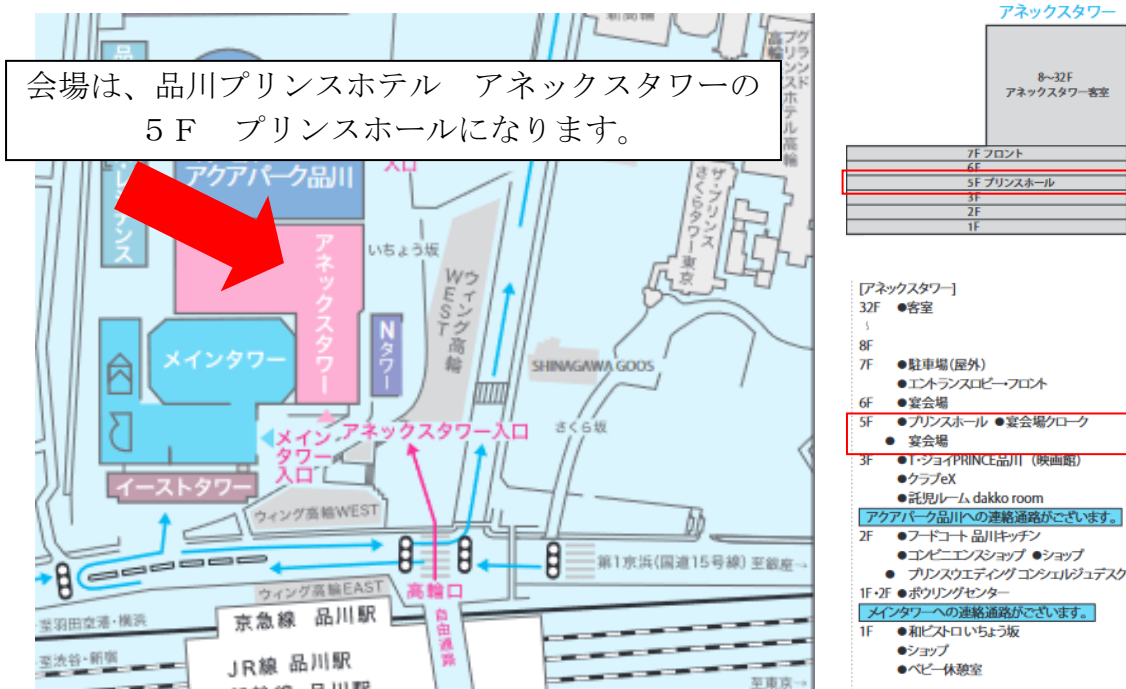 会場は、品川プリンスホテル　アネックスタワーの
５Ｆ　プリンスホールになります。
グランドプリンスホテル高輪
アクアパーク品川
入口
レジデンス
アネックスタワー
いちょう坂
ウィング高輪WEST
ザ・プリンスさくらタワー東京
メインタワー
Nタワー
SHINAGAWA GOOS
さくら坂
アネックスタワー入口
メインタワー入口
イーストタワー
ウィング高輪WEST
第1京浜(国道15号線) 至銀座→
ウィング高輪EAST
高輪口
自由通路
至羽田空港・横浜
京急線 品川駅
至渋谷・新宿
JR線 品川駅
至東京→
アネックスタワー
8〜32F
アネックスタワー客室
7F フロント
6F
5F プリンスホール
3F
2F
1F
[アネックスタワー]
32F ●客室
〜
8F
7F ●駐車場(屋外)
●エントランスロビー・フロント
6F ●宴会場
5F ●プリンスホール ●宴会場クローク
● 宴会場
3F ●T・ジョイPRINCE品川 (映画館)
●クラブeX
●託児ルーム dakko room
アクアパーク品川への連絡通路がございます。
2F ●フードコート 品川キッチン
●コンビニエンスショップ ●ショップ
● プリンスウエディング コンシェルジュデスク
1F・2F ●ボウリングセンター
メインタワーへの連絡通路がございます。
1F ●和ビストロ いちょう坂
●ショップ
●ベビー休憩室